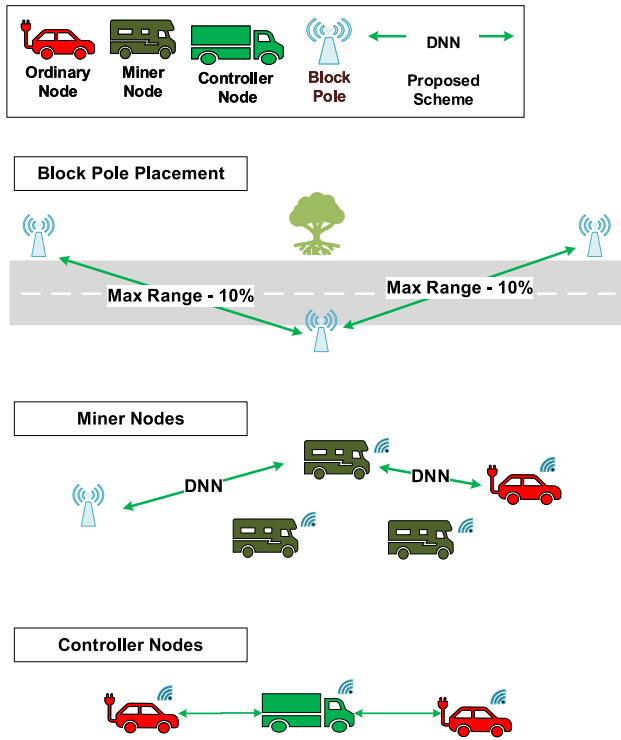 Ordinary
Node
Miner
Node
Controller
Node
Block
Pole
DNN
Proposed
Scheme
Block Pole Placement
Max Range - 10%
Max Range - 10%
Miner Nodes
DNN
DNN
Controller Nodes